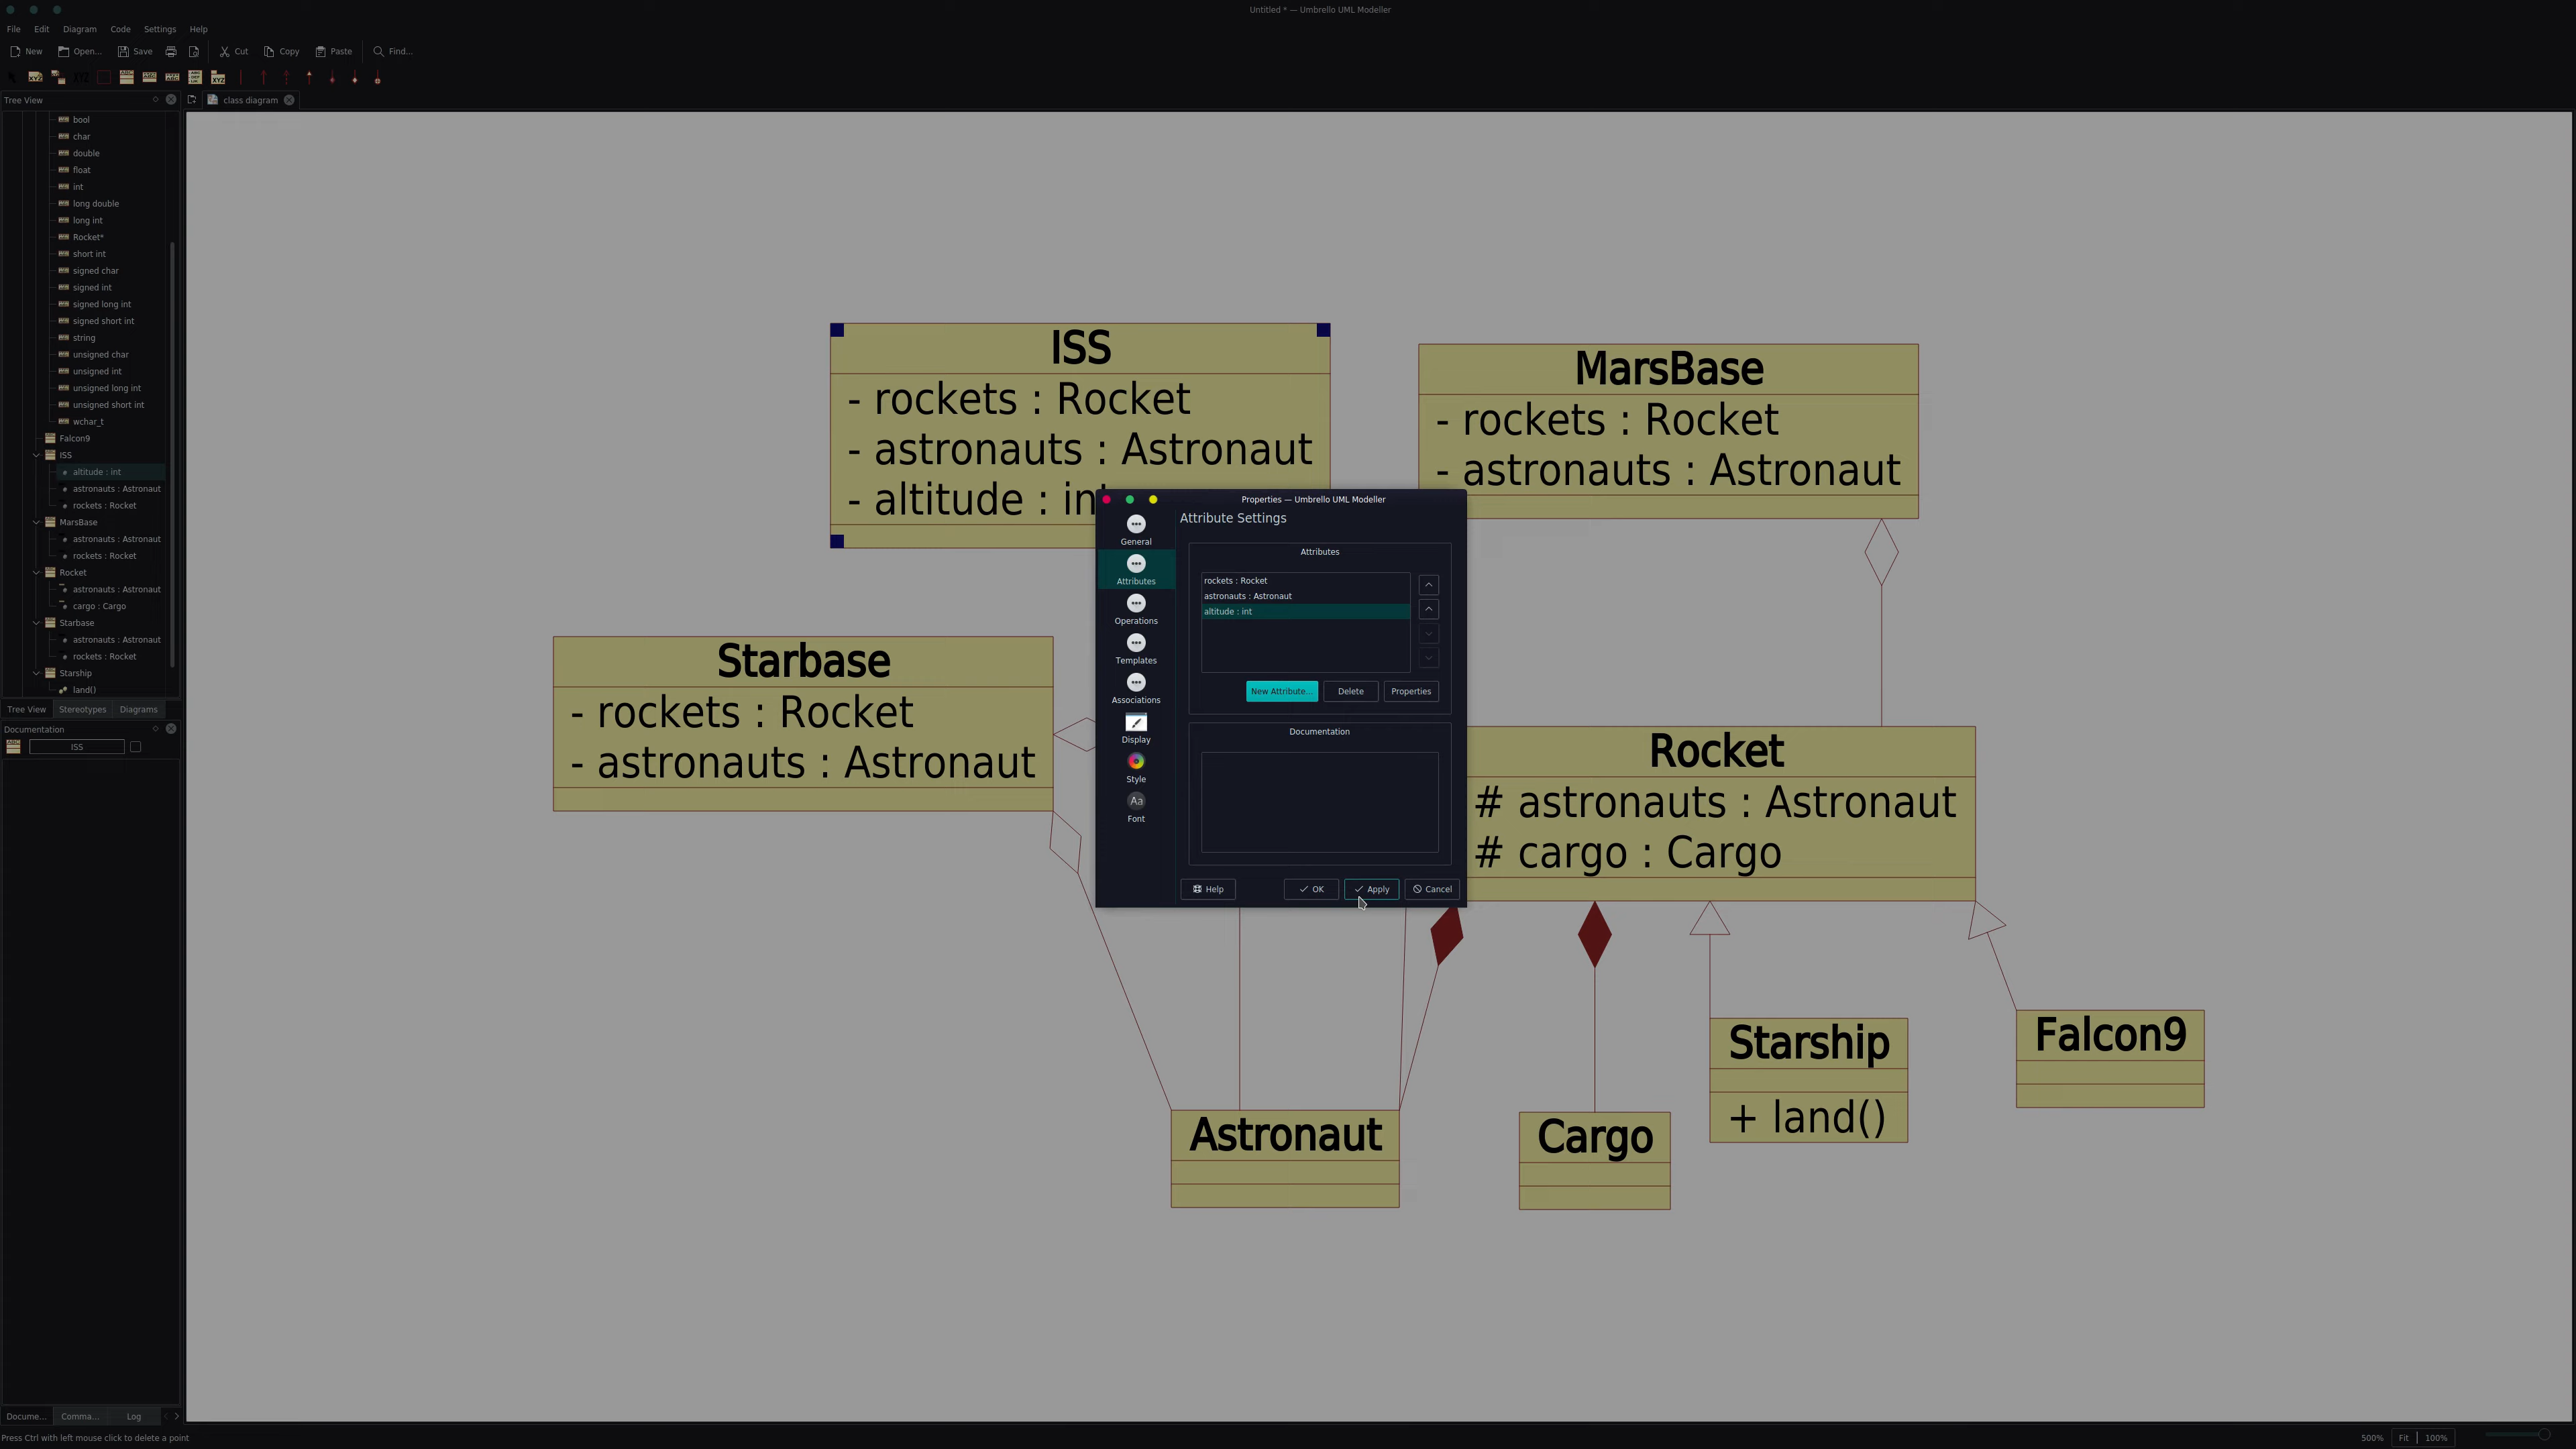 Untitled * — Umbrello UML Modeller
File Edit Diagram Code Settings Help
New Open... Save Cut Copy Paste Find...
Tree View
class diagram
bool
char
double
float
int
long double
long int
Rocket*
short int
signed char
signed int
signed long int
signed short int
string
unsigned char
unsigned int
unsigned long int
unsigned short int
wchar_t
Falcon9
ISS
altitude : int
astronauts : Astronaut
rockets : Rocket
MarsBase
astronauts : Astronaut
rockets : Rocket
Rocket
astronauts : Astronaut
cargo : Cargo
Starbase
astronauts : Astronaut
rockets : Rocket
Starship
land()
Tree View Stereotypes Diagrams
Documentation
ISS
Docume... Comma... Log
Press Ctrl with left mouse click to delete a point
ISS
- rockets : Rocket
- astronauts : Astronaut
- altitude : int
MarsBase
- rockets : Rocket
- astronauts : Astronaut
Starbase
- rockets : Rocket
- astronauts : Astronaut
Properties — Umbrello UML Modeller
General
Attributes
Operations
Templates
Associations
Display
Style
Aa
Font
Attribute Settings
Attributes
rockets : Rocket
astronauts : Astronaut
altitude : int
New Attribute... Delete Properties
Documentation
Help OK Apply Cancel
Rocket
# astronauts : Astronaut
# cargo : Cargo
Astronaut
Cargo
Starship
+ land()
Falcon9
500% Fit 100%